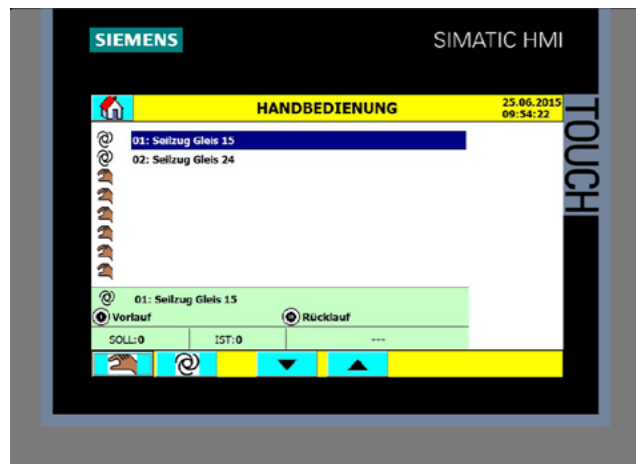 SIEMENS
SIMATIC HMI
TOUCH
HANDBEDIENUNG
25.06.2015
09:54:22
01: Seilzug Gleis 15
02: Seilzug Gleis 24
01: Seilzug Gleis 15
Vorlauf
Rücklauf
SOLL:0
IST:0
---